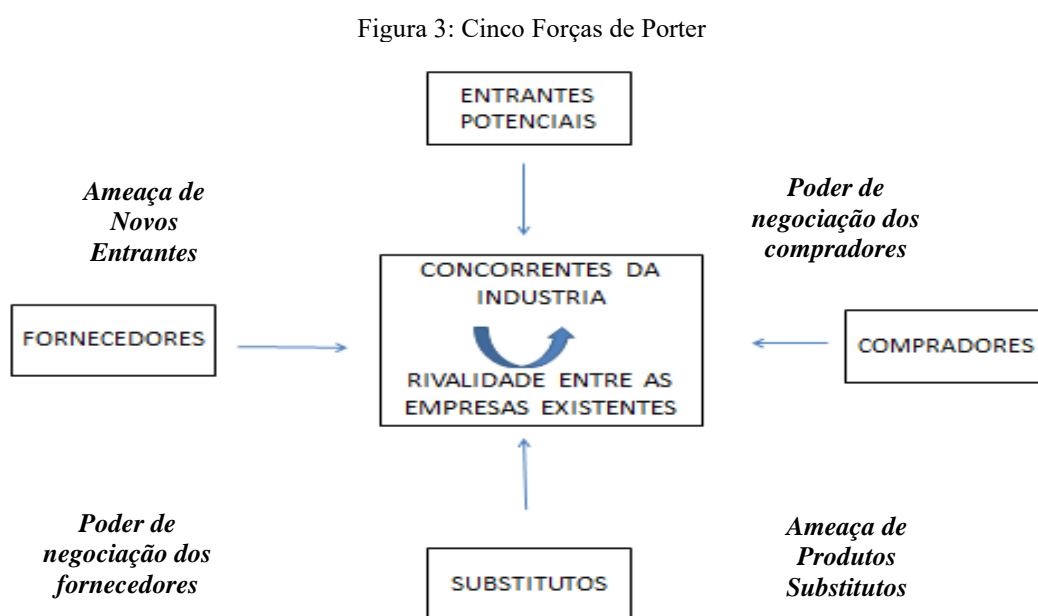 Figura 3: Cinco Forças de Porter
ENTRANTES
POTENCIAIS
Ameaça de
Novos
Entrantes
Poder de
negociação dos
compradores
CONCORRENTES DA
INDUSTRIA
FORNECEDORES
COMPRADORES
RIVALIDADE ENTRE AS
EMPRESAS EXISTENTES
Poder de
negociação dos
fornecedores
Ameaça de
Produtos
Substitutos
SUBSTITUTOS